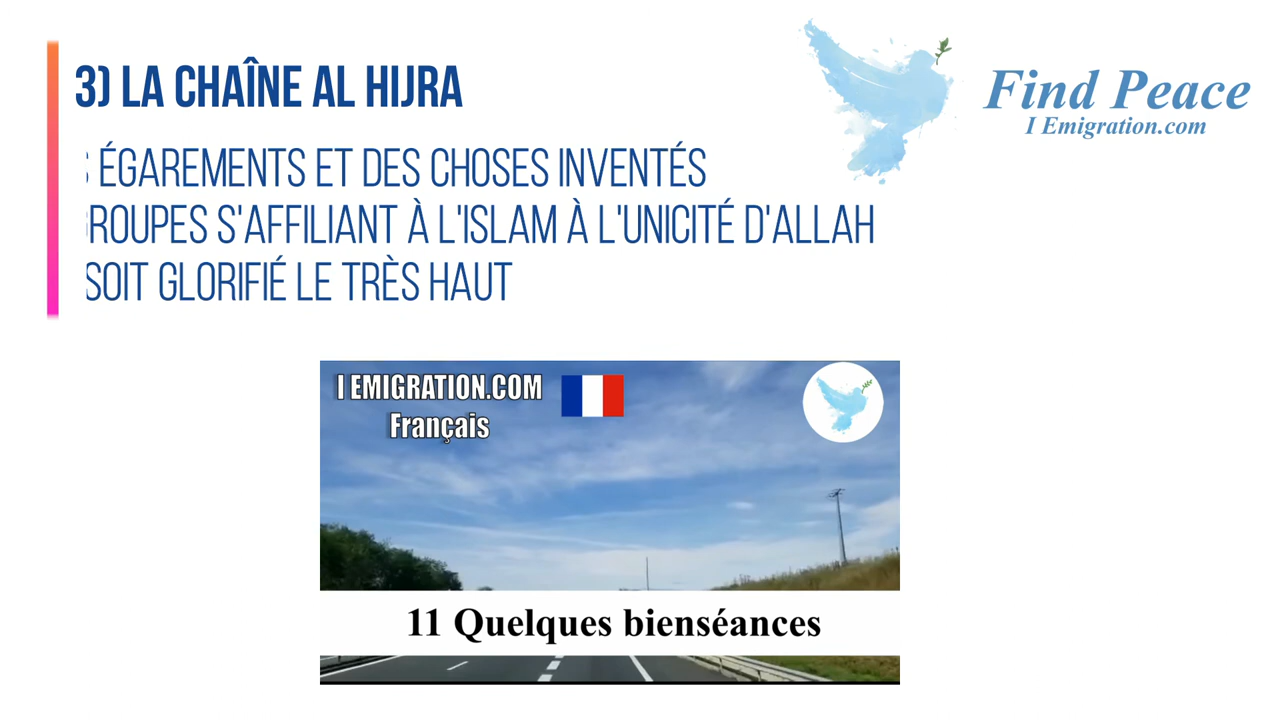 3) LA CHAÎNE AL HIJRA
ÉGAREMENTS ET DES CHOSES INVENTÉS
ROUPES S'AFFILIANT À L'ISLAM À L'UNICITÉ D'ALLAH
SOIT GLORIFIÉ LE TRÈS HAUT
Find Peace
I Emigration.com
I EMIGRATION.COM
Français
11 Quelques bienséances